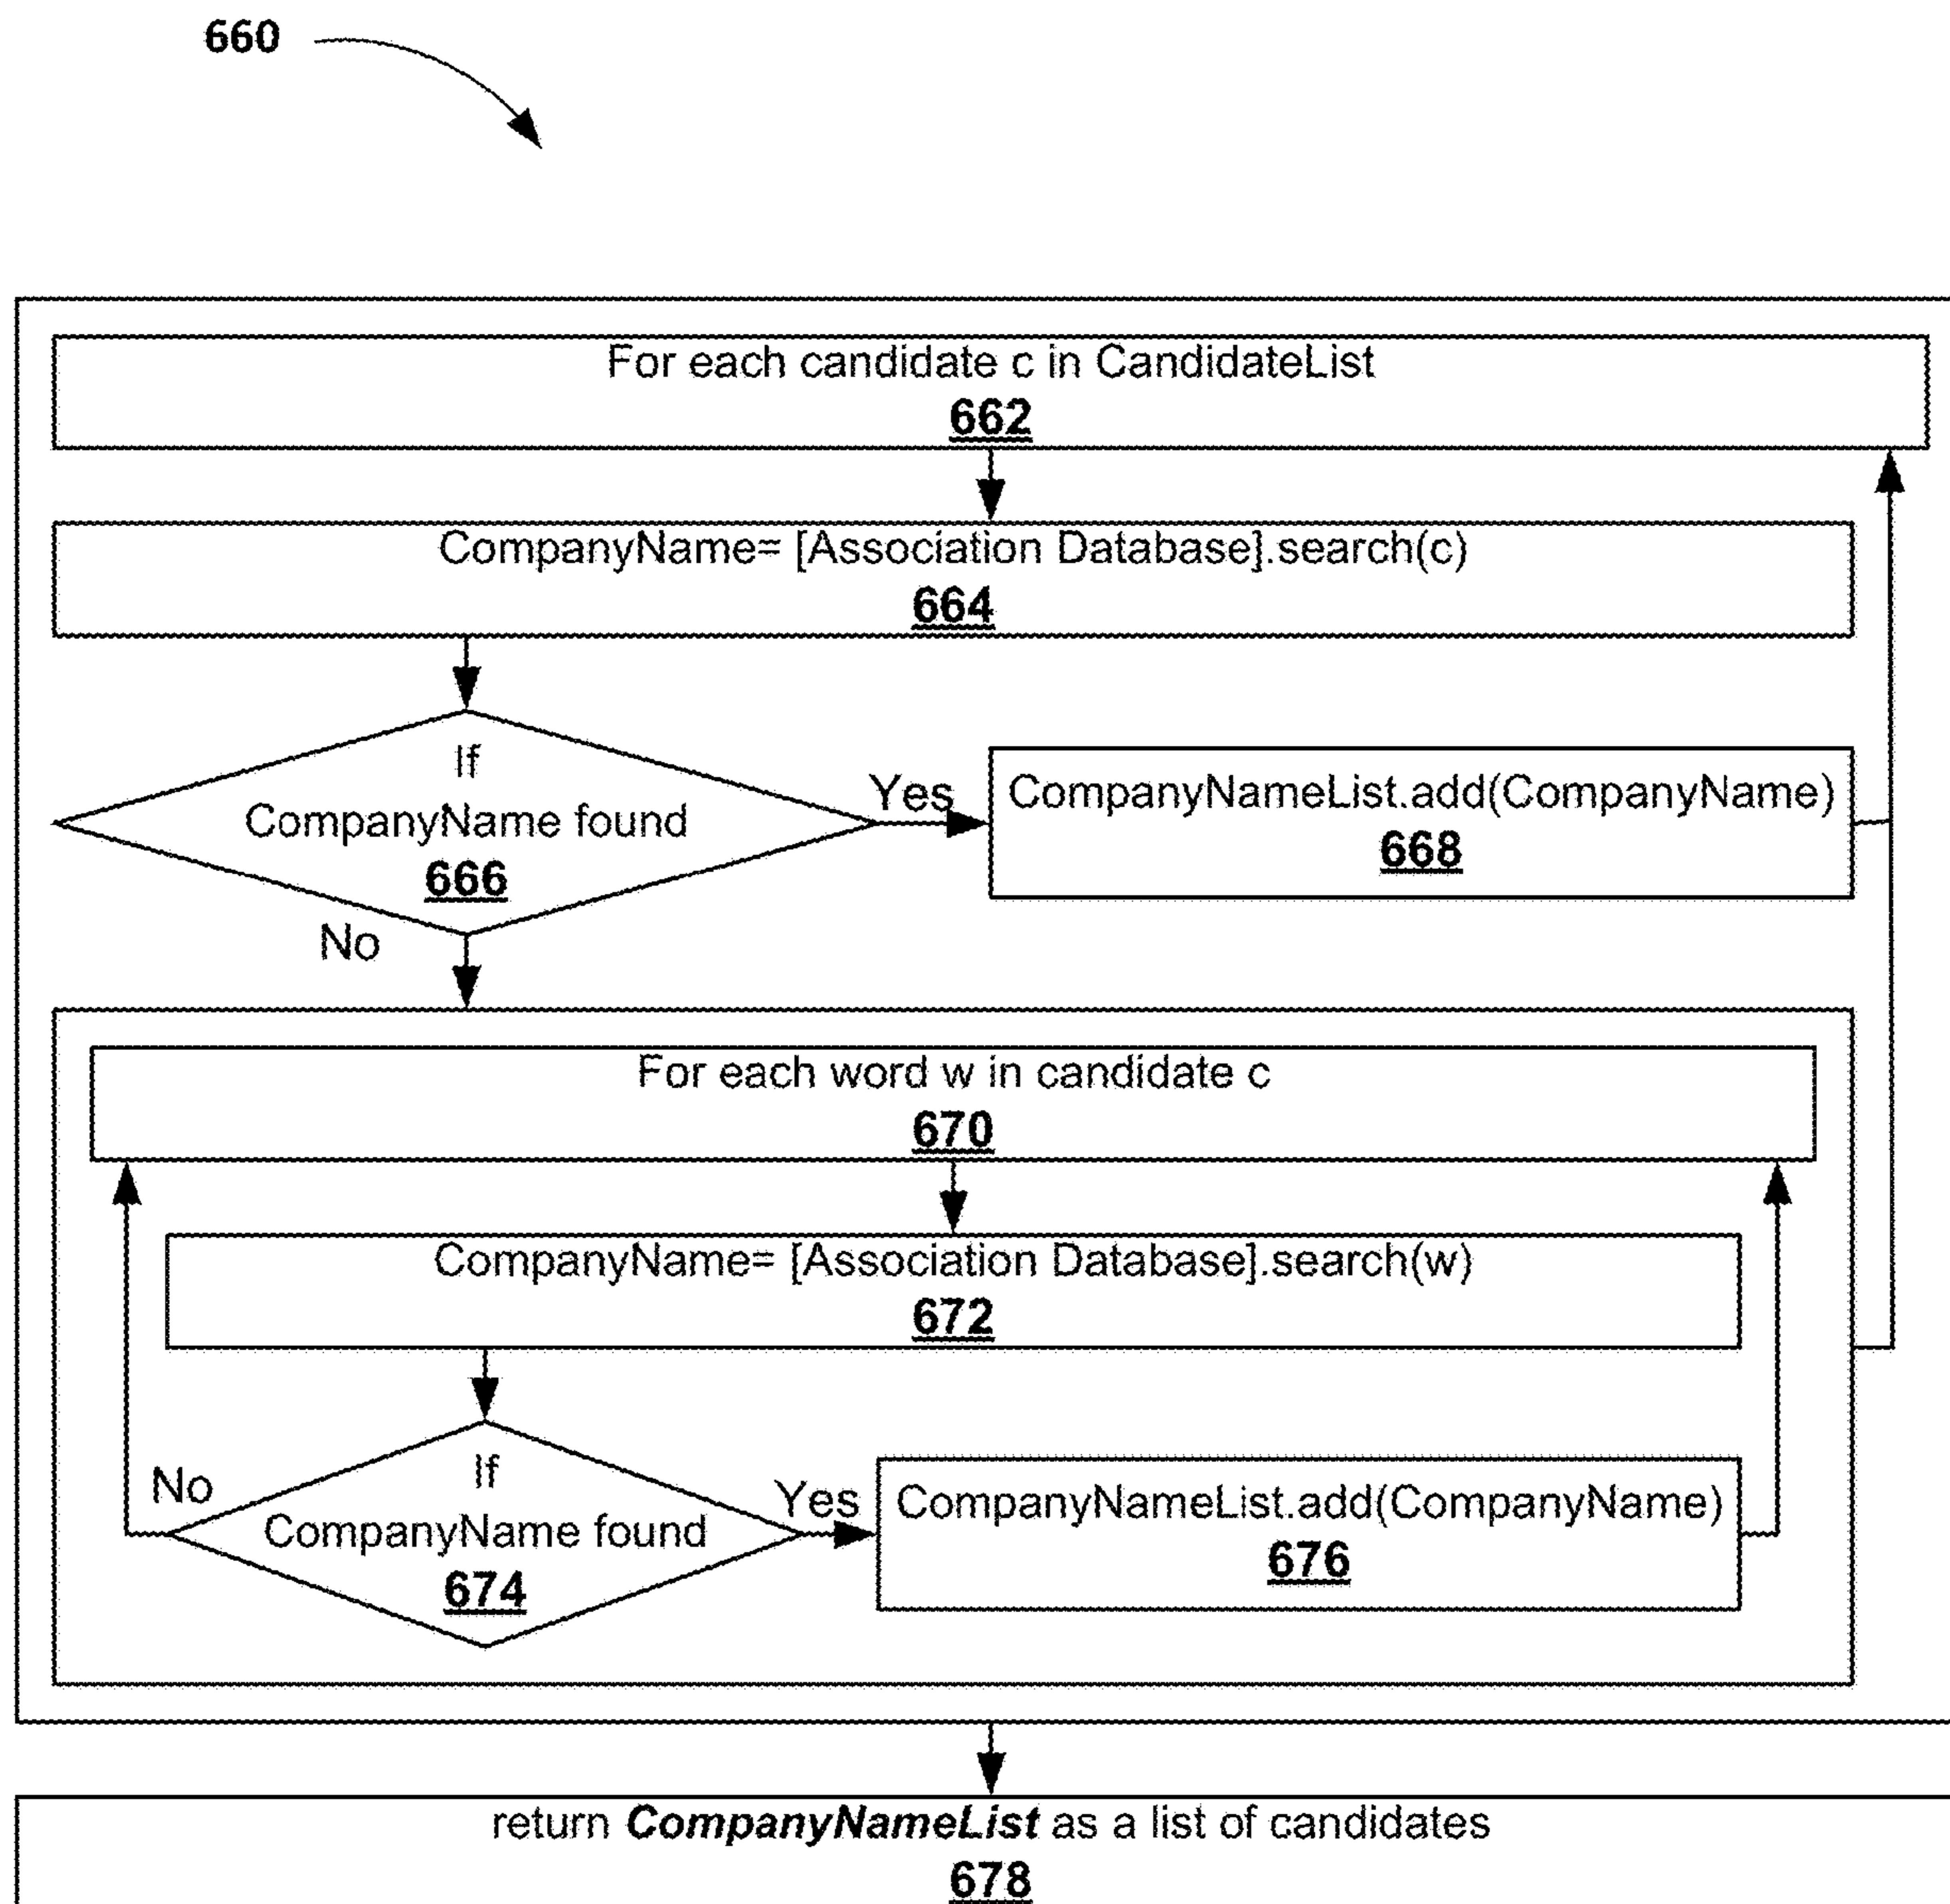 660
For each candidate c in CandidateList
662
CompanyName= [Association Database].search(c)
664
If
CompanyName found
666
Yes
CompanyNameList.add(CompanyName)
668
No
For each word w in candidate c
670
CompanyName= [Association Database].search(w)
672
No
If
CompanyName found
674
Yes
CompanyNameList.add(CompanyName)
676
return CompanyNameList as a list of candidates
678